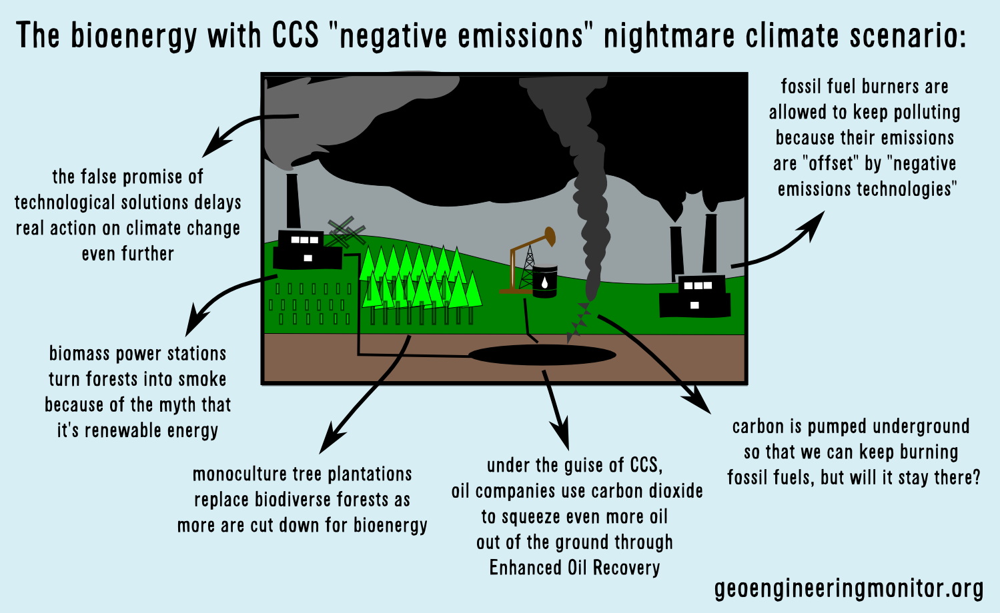 The bioenergy with CCS "negative emissions" nightmare climate scenario:
fossil fuel burners are
allowed to keep polluting
because their emissions
are "offset" by "negative
emissions technologies"
the false promise of
technological solutions delays
real action on climate change
even further
biomass power stations
turn forests into smoke
because of the myth that
it's renewable energy
monoculture tree plantations
replace biodiverse forests as
more are cut down for bioenergy
under the guise of CCS,
oil companies use carbon dioxide
to squeeze even more oil
out of the ground through
Enhanced Oil Recovery
carbon is pumped underground
so that we can keep burning
fossil fuels, but will it stay there?
geoengineeringmonitor.org